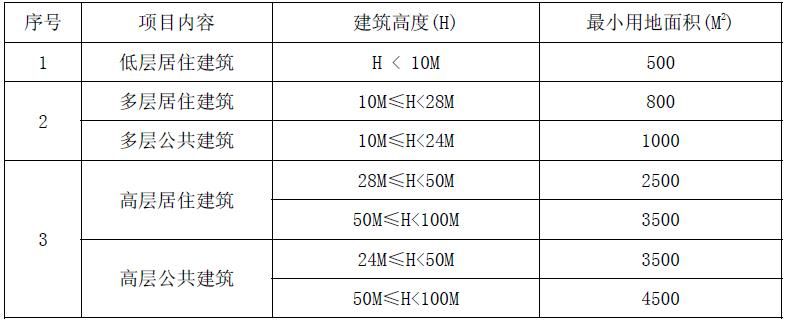 序号 项目内容 建筑高度(H) 最小用地面积(M²)
1 低层居住建筑 H < 10M 500
2 多层居住建筑 10M≤H<28M 800
多层公共建筑 10M≤H<24M 1000
3 高层居住建筑 28M≤H<50M 2500
50M≤H<100M 3500
高层公共建筑 24M≤H<50M 3500
50M≤H<100M 4500